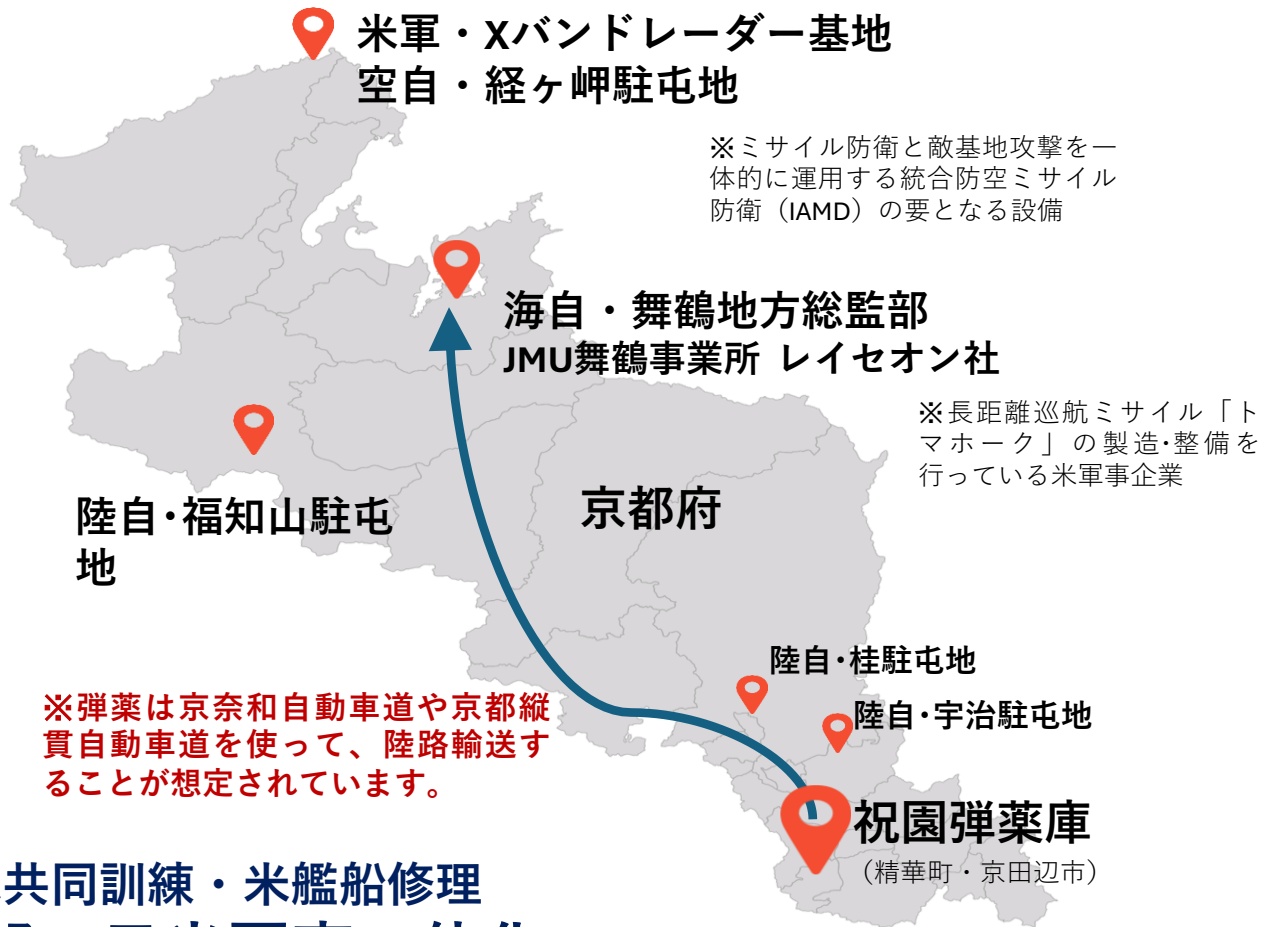 米軍・Xバンドレーダー基地
空自・経ヶ岬駐屯地
※ミサイル防衛と敵基地攻撃を一
体的に運用する統合防空ミサイル
防衛（IAMD）の要となる設備
海自・舞鶴地方総監部
JMU舞鶴事業所 レイセオン社
※長距離巡航ミサイル「ト
マホーク」の製造･整備を
行っている米軍事企業
陸自･福知山駐屯
地
京都府
陸自･桂駐屯地
陸自･宇治駐屯地
※弾薬は京奈和自動車道や京都縦
貫自動車道を使って、陸路輸送す
ることが想定されています。
祝園弾薬庫
（精華町・京田辺市）
共同訓練・米艦船修理